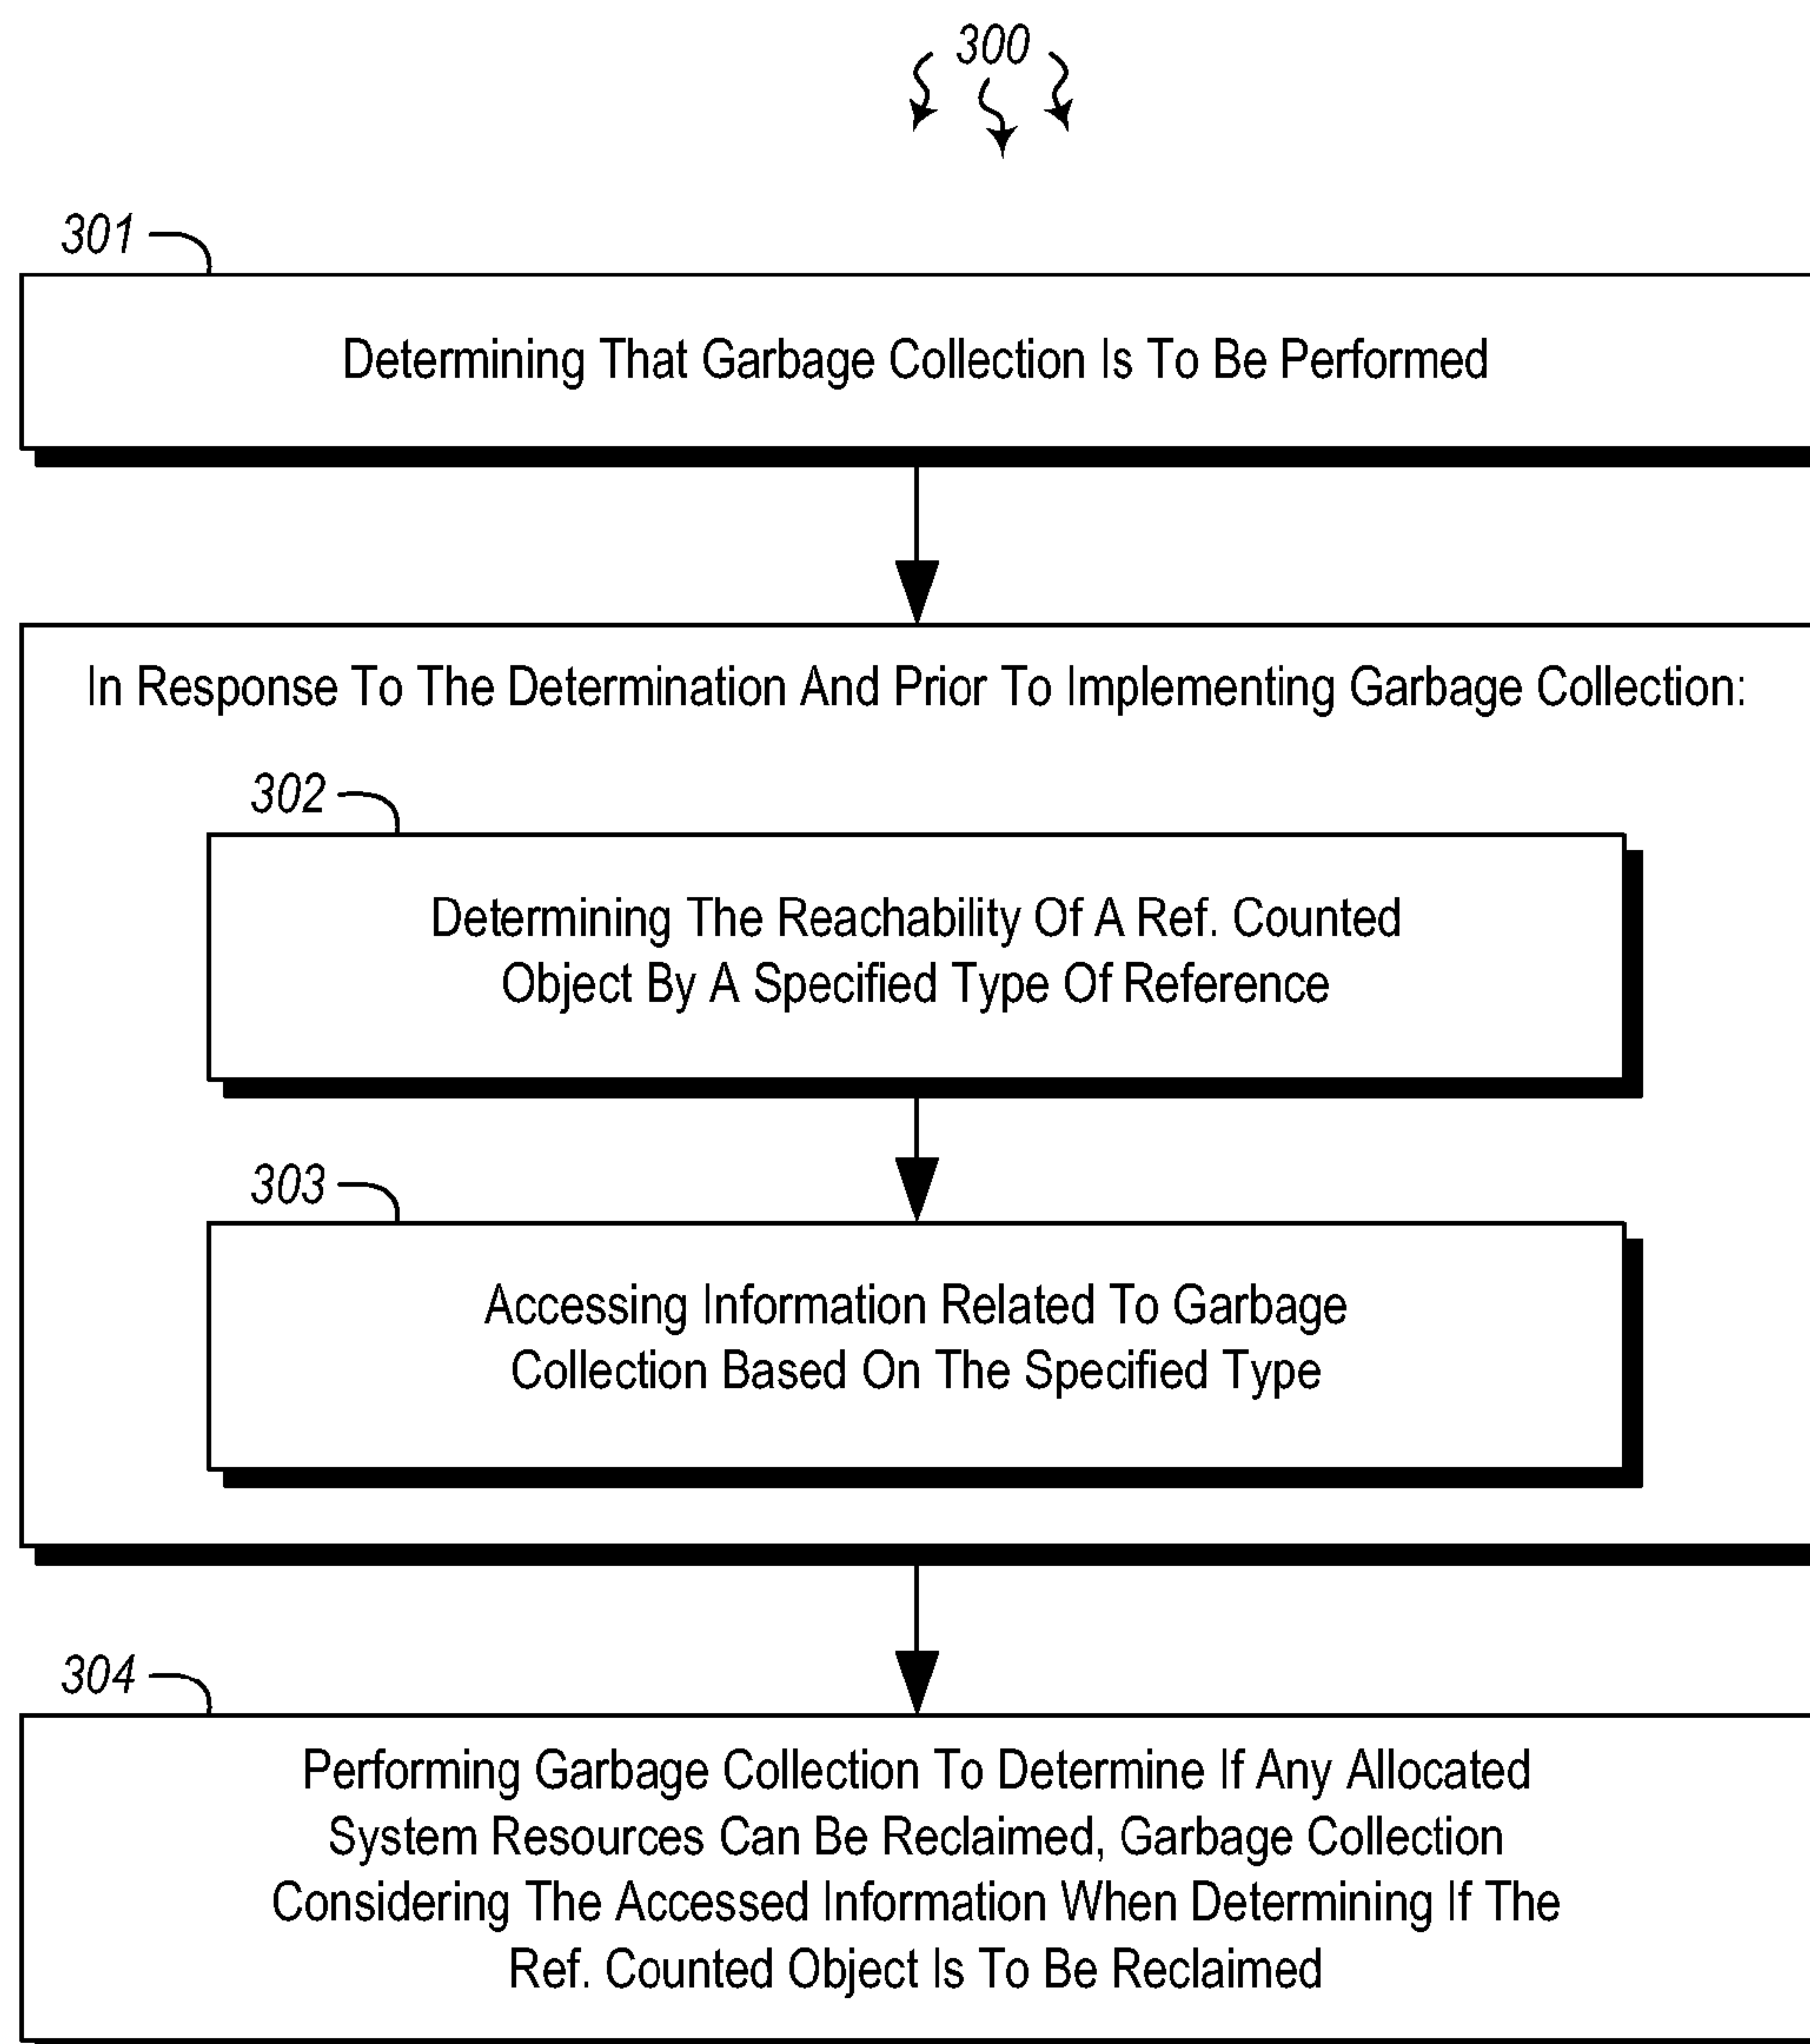 300
301
Determining That Garbage Collection Is To Be Performed
In Response To The Determination And Prior To Implementing Garbage Collection:
302
Determining The Reachability Of A Ref. Counted
Object By A Specified Type Of Reference
303
Accessing Information Related To Garbage
Collection Based On The Specified Type
304
Performing Garbage Collection To Determine If Any Allocated
System Resources Can Be Reclaimed, Garbage Collection
Considering The Accessed Information When Determining If The
Ref. Counted Object Is To Be Reclaimed